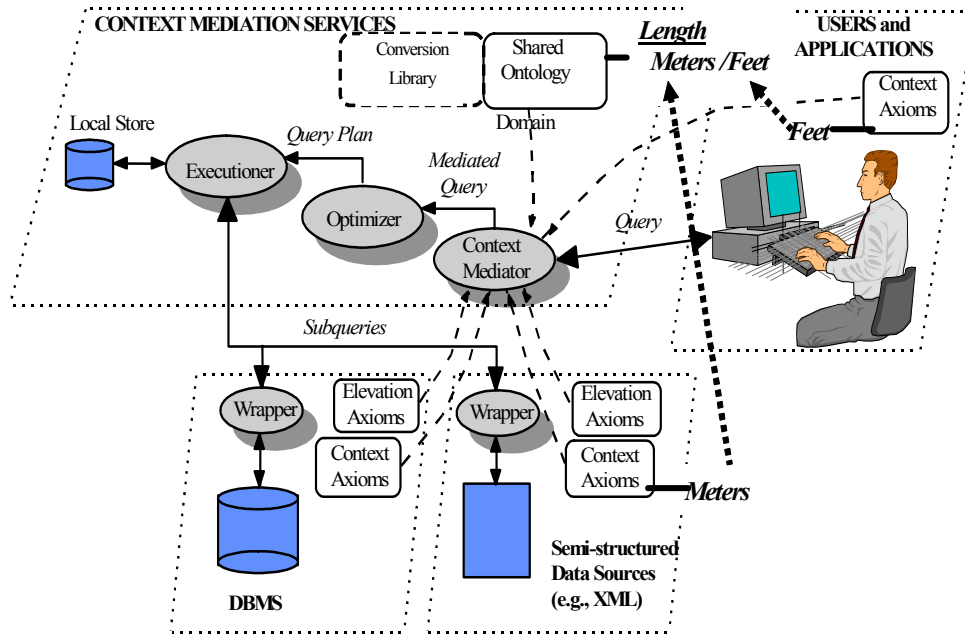 CONTEXT MEDIATION SERVICES
USERS and
APPLICATIONS
Conversion
Library
Shared
Ontology
Length
Meters /Feet
Context
Axioms
Domain
Feet
Local Store
Query Plan
Executioner
Mediated
Query
Optimizer
Context
Mediator
Query
Subqueries
Wrapper
Elevation
Axioms
Context
Axioms
Wrapper
Elevation
Axioms
Context
Axioms
Meters
DBMS
Semi-structured
Data Sources
(e.g., XML)